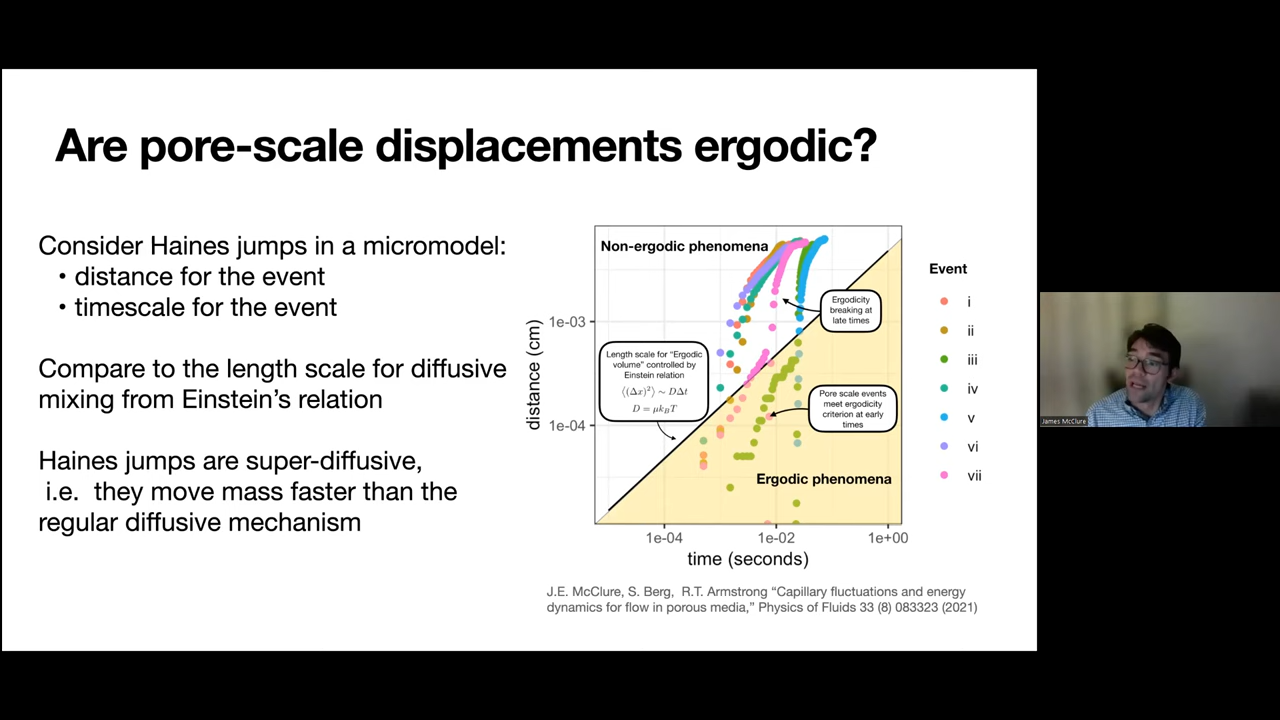 Are pore-scale displacements ergodic?
Consider Haines jumps in a micromodel:
• distance for the event
• timescale for the event
Compare to the length scale for diffusive
mixing from Einstein's relation
Haines jumps are super-diffusive,
i.e. they move mass faster than the
regular diffusive mechanism
Non-ergodic phenomena
Ergodicity
breaking at
late times
Length scale for "Ergodic
volume" controlled by
Einstein relation
⟨(Δx)²⟩ ∼ DΔt
D = μk_BT
Pore scale events
meet ergodicity
criterion at early
times
Ergodic phenomena
distance (cm)
1e-03
1e-04
1e-04 1e-02 1e+00
time (seconds)
Event
i
ii
iii
iv
v
vi
vii
J.E. McClure, S. Berg, R.T. Armstrong "Capillary fluctuations and energy
dynamics for flow in porous media," Physics of Fluids 33 (8) 083323 (2021)
James McClure